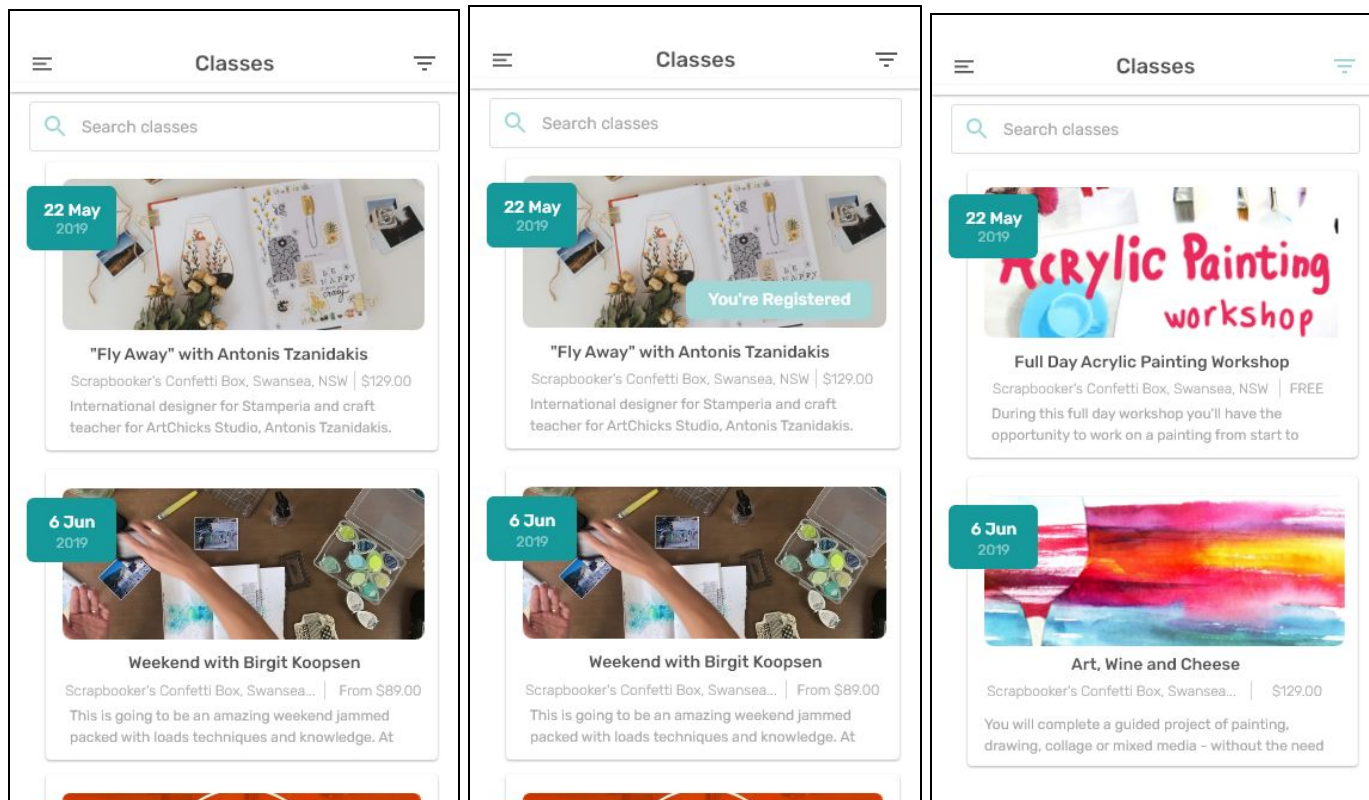 Classes
Search classes
22 May
2019
"Fly Away" with Antonis Tzanidakis
Scrapbooker's Confetti Box, Swansea, NSW | $129.00
International designer for Stamperia and craft
teacher for ArtChicks Studio, Antonis Tzanidakis.
6 Jun
2019
Weekend with Birgit Koopsen
Scrapbooker's Confetti Box, Swansea... | From $89.00
This is going to be an amazing weekend jammed
packed with loads techniques and knowledge. At
Classes
Search classes
22 May
2019
You're Registered
"Fly Away" with Antonis Tzanidakis
Scrapbooker's Confetti Box, Swansea, NSW | $129.00
International designer for Stamperia and craft
teacher for ArtChicks Studio, Antonis Tzanidakis.
6 Jun
2019
Weekend with Birgit Koopsen
Scrapbooker's Confetti Box, Swansea... | From $89.00
This is going to be an amazing weekend jammed
packed with loads techniques and knowledge. At
Classes
Search classes
22 May
2019
Acrylic Painting
workshop
Full Day Acrylic Painting Workshop
Scrapbooker's Confetti Box, Swansea, NSW | FREE
During this full day workshop you'll have the
opportunity to work on a painting from start to
6 Jun
2019
Art, Wine and Cheese
Scrapbooker's Confetti Box, Swansea... | $129.00
You will complete a guided project of painting,
drawing, collage or mixed media - without the need